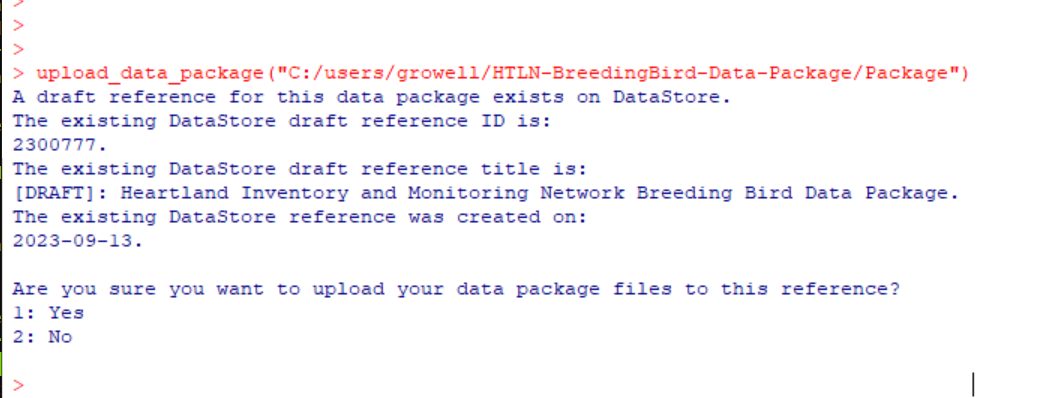 >
>
>
> upload_data_package("C:/users/growell/HTLN-BreedingBird-Data-Package/Package")
A draft reference for this data package exists on DataStore.
The existing DataStore draft reference ID is:
2300777.
The existing DataStore draft reference title is:
[DRAFT]: Heartland Inventory and Monitoring Network Breeding Bird Data Package.
The existing DataStore reference was created on:
2023-09-13.
Are you sure you want to upload your data package files to this reference?
1: Yes
2: No
>